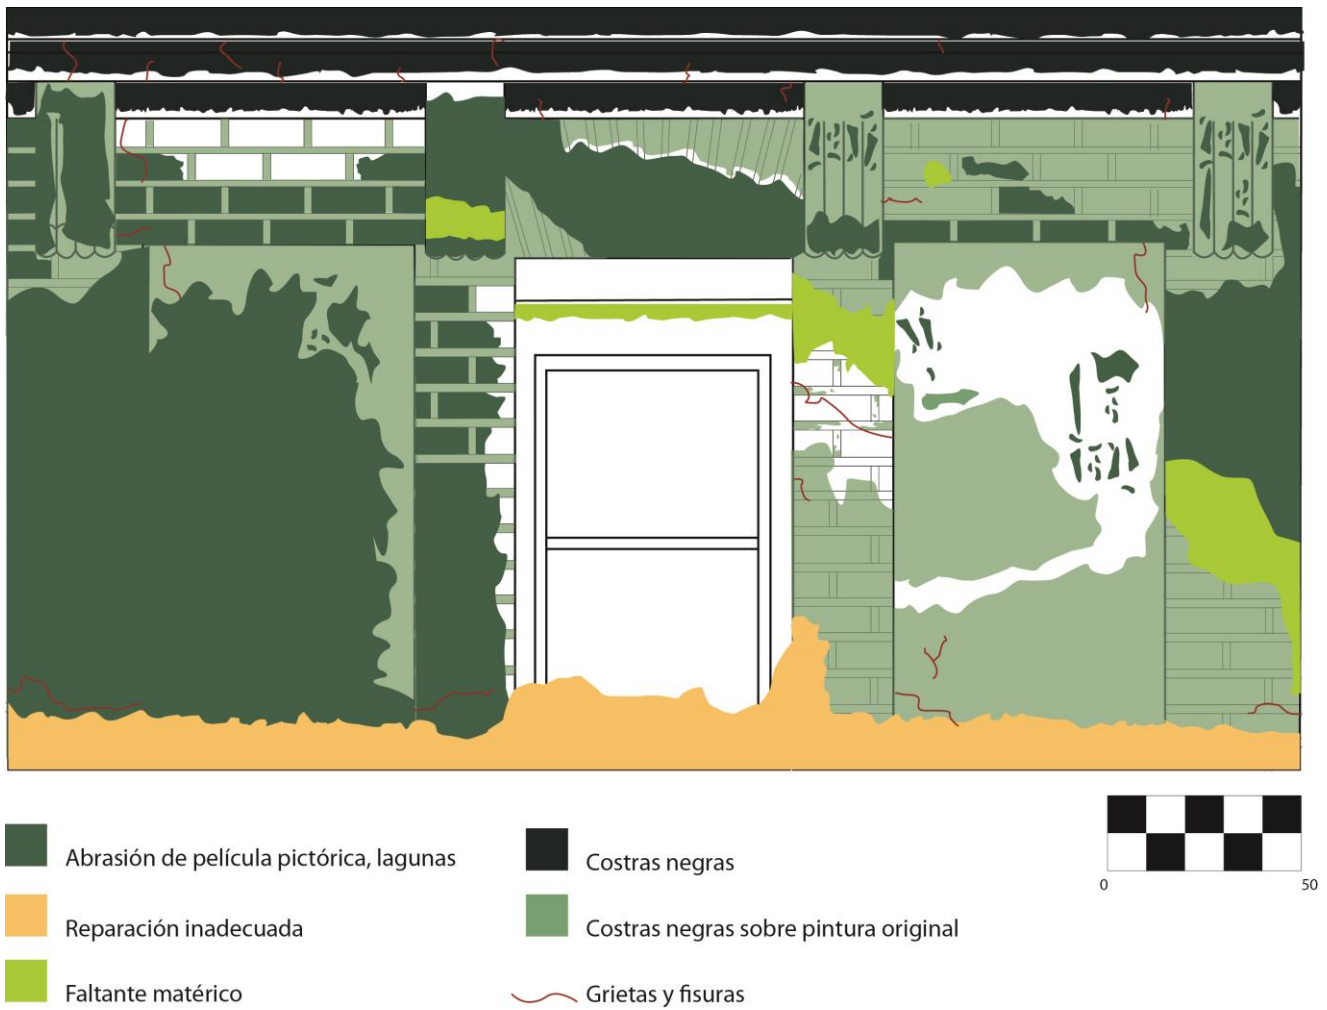 Abrasión de película pictórica, lagunas
Reparación inadecuada
Faltante matérico
Costras negras
Costras negras sobre pintura original
Grietas y fisuras
0 50